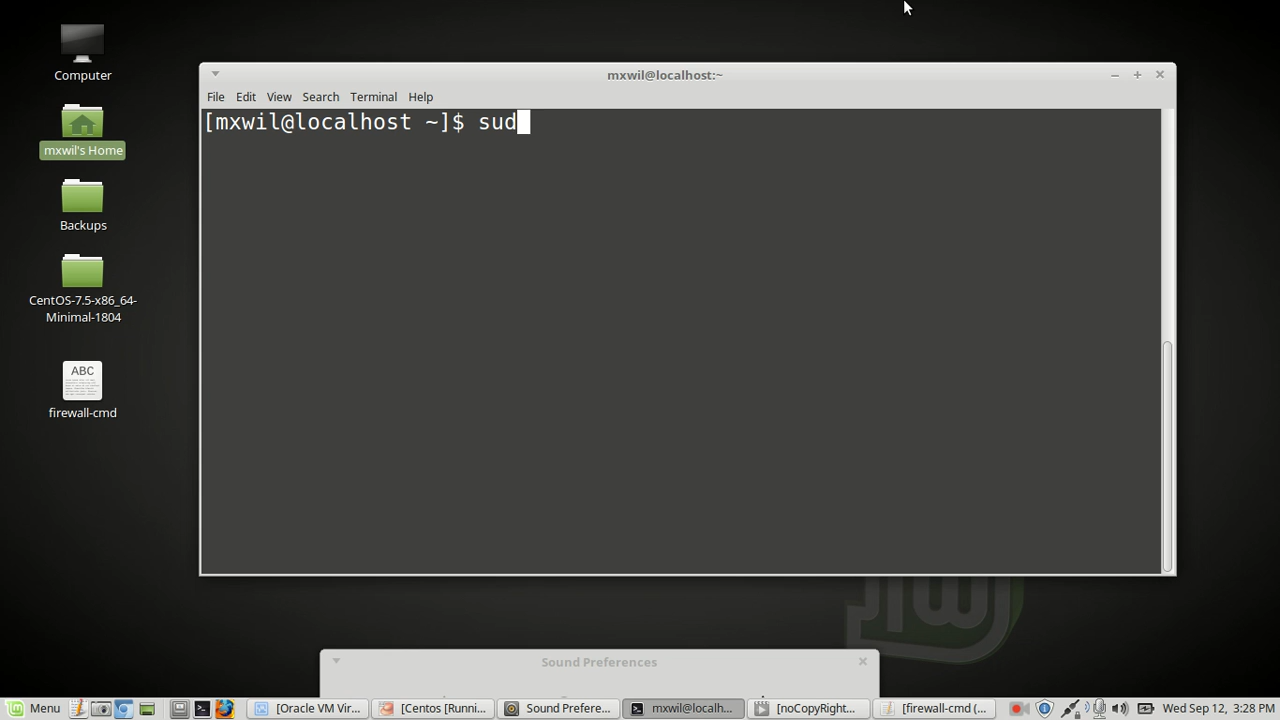 Computer
mxwil's Home
Backups
CentOS-7.5-x86_64-
Minimal-1804
ABC
firewall-cmd
mxwil@localhost:~
File Edit View Search Terminal Help
[mxwil@localhost ~]$ sud
Sound Preferences
Menu
[Oracle VM Vir...
[Centos [Runni...
Sound Prefere...
mxwil@localh...
[noCopyRight...
[firewall-cmd (...
Wed Sep 12, 3:28 PM